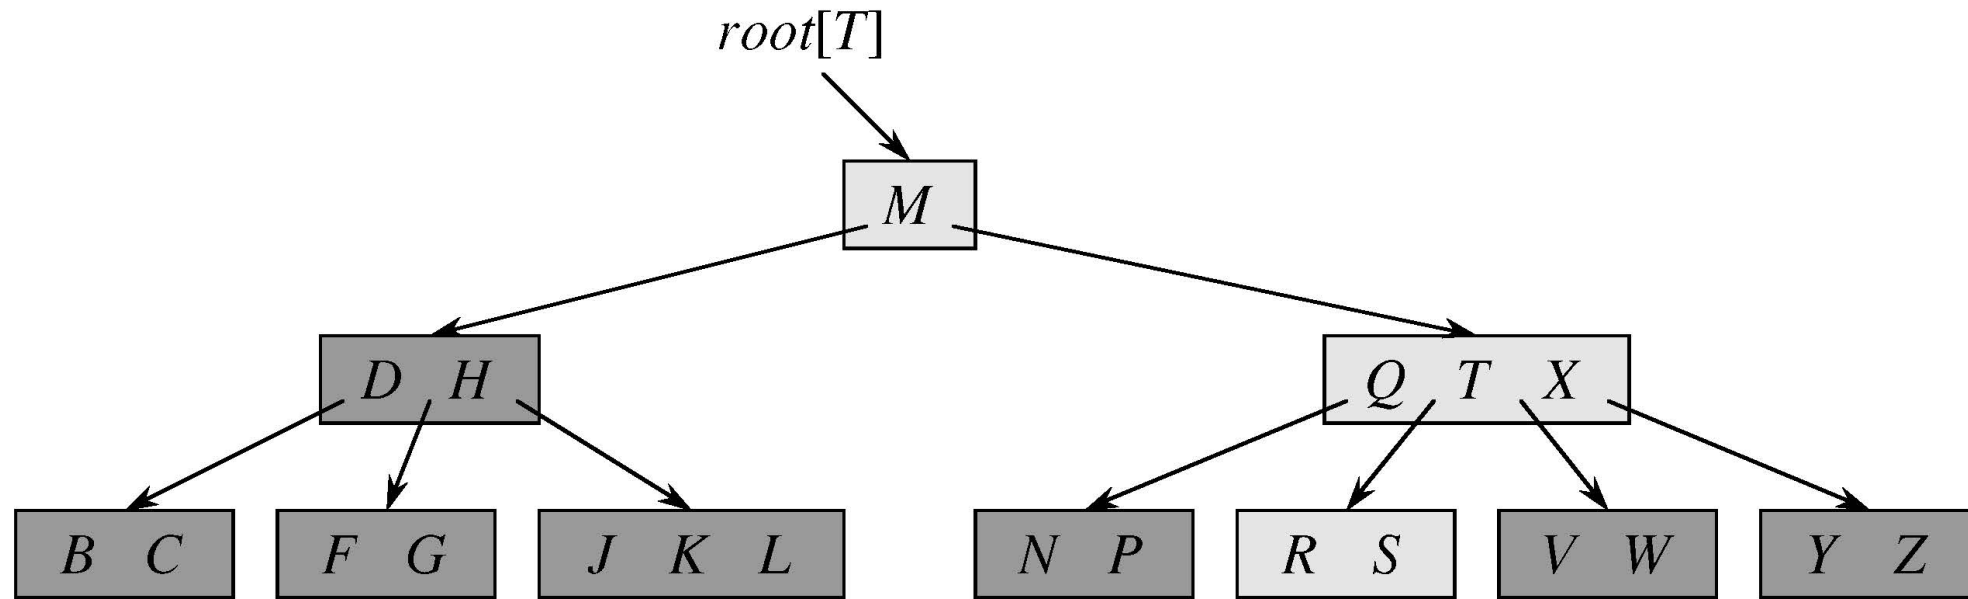 root[T]
M
D H
Q T X
B C
F G
J K L
N P
R S
V W
Y Z